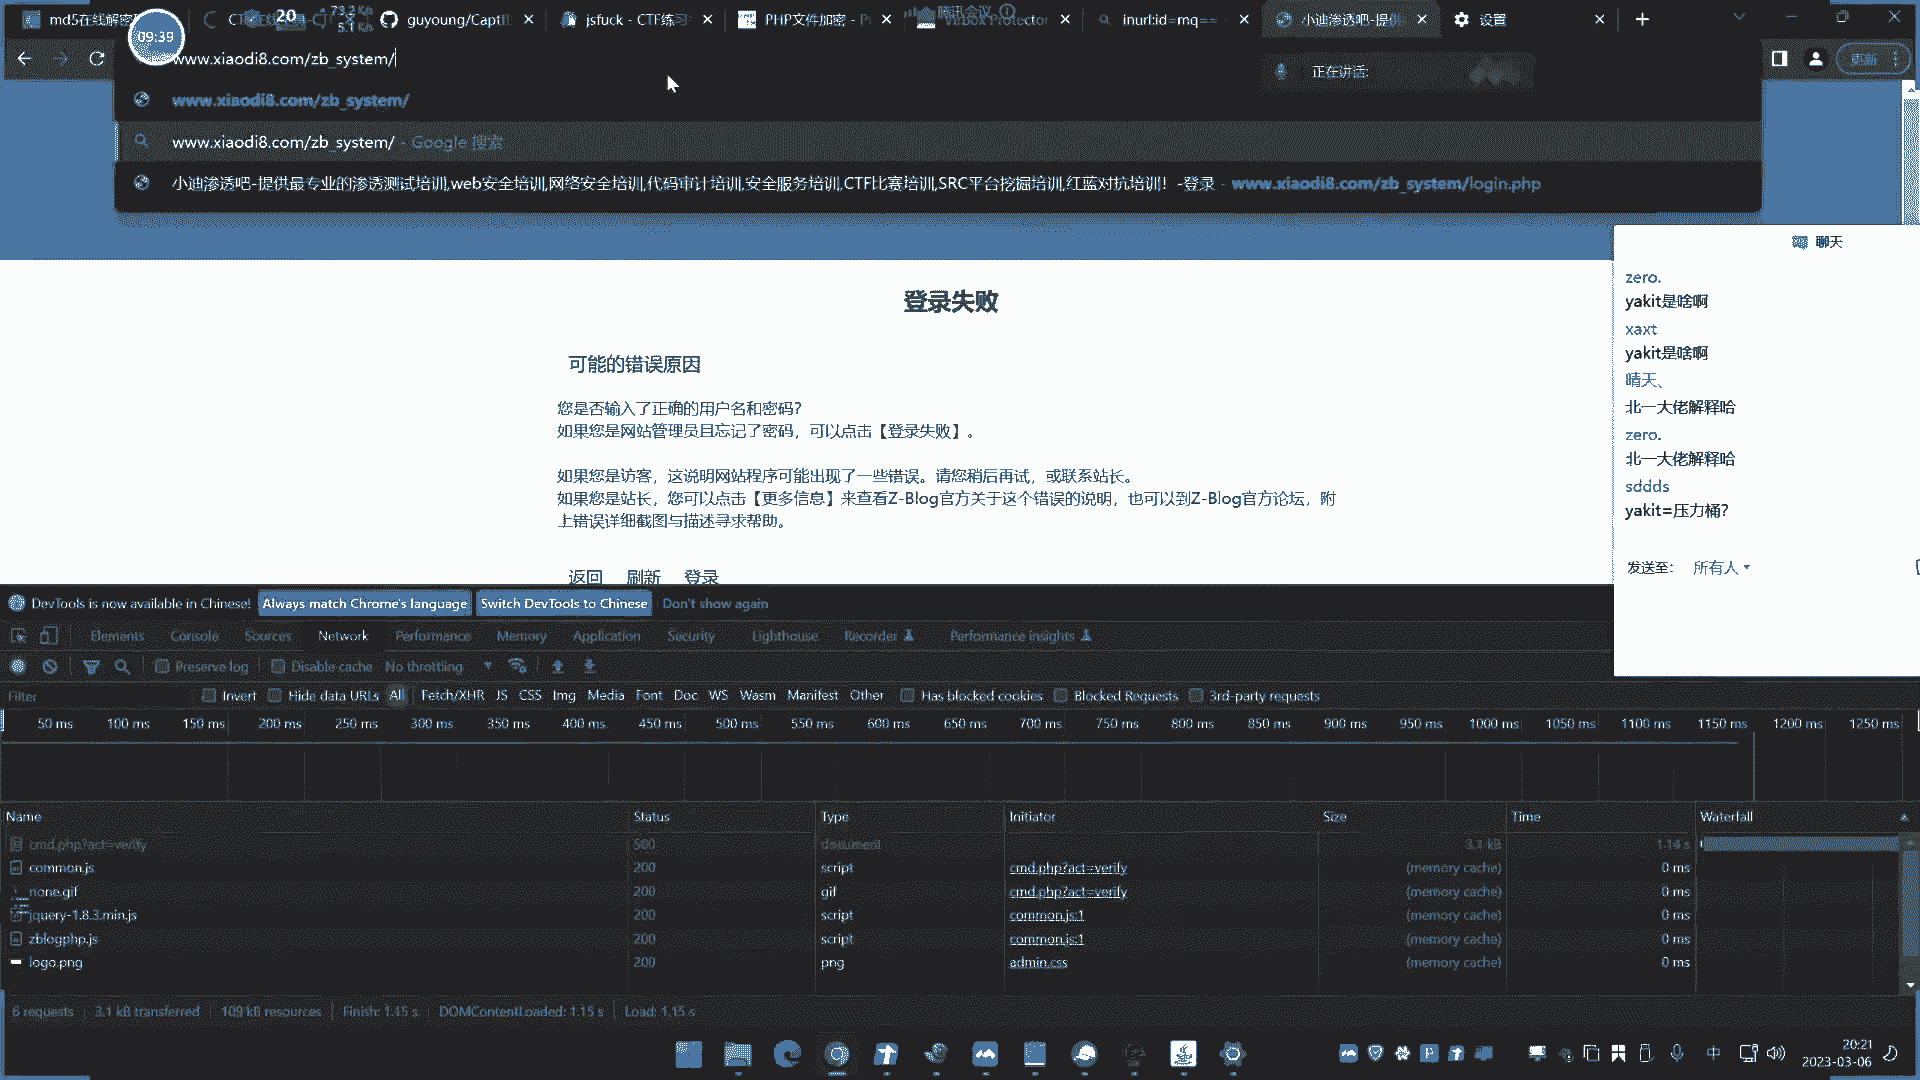 md5在线解密
20
guyoung/Captf
jsfuck - CTF练习
PHP文件加密 - P
腾讯会议
Virbox Protector
inurl:id=mq==
小迪渗透吧-提供
设置
09:39
www.xiaodi8.com/zb_system/
正在讲话:
更新
www.xiaodi8.com/zb_system/
www.xiaodi8.com/zb_system/ - Google 搜索
小迪渗透吧-提供最专业的渗透测试培训,web安全培训,网络安全培训,代码审计培训,安全服务培训,CTF比赛培训,SRC平台挖掘培训,红蓝对抗培训！-登录 - www.xiaodi8.com/zb_system/login.php
登录失败
可能的错误原因
您是否输入了正确的用户名和密码？
如果您是网站管理员且忘记了密码，可以点击【登录失败】。
如果您是访客，这说明网站程序可能出现了一些错误。请您稍后再试，或联系站长。
如果您是站长，您可以点击【更多信息】来查看Z-Blog官方关于这个错误的说明，也可以到Z-Blog官方论坛，附
上错误详细截图与描述寻求帮助。
返回 刷新 登录
聊天
zero.
yakit是啥啊
xaxt
yakit是啥啊
晴天、
北一大佬解释哈
zero.
北一大佬解释哈
sddds
yakit=压力桶?
发送至: 所有人
DevTools is now available in Chinese! Always match Chrome's language Switch DevTools to Chinese Don't show again
Elements Console Sources Network Performance Memory Application Security Lighthouse Recorder Performance insights
Preserve log Disable cache No throttling
Filter Invert Hide data URLs All Fetch/XHR JS CSS Img Media Font Doc WS Wasm Manifest Other Has blocked cookies Blocked Requests 3rd-party requests
50 ms 100 ms 150 ms 200 ms 250 ms 300 ms 350 ms 400 ms 450 ms 500 ms 550 ms 600 ms 650 ms 700 ms 750 ms 800 ms 850 ms 900 ms 950 ms 1000 ms 1050 ms 1100 ms 1150 ms 1200 ms 1250 ms
Name Status Type Initiator Size Time Waterfall
cmd.php?act=verify 500 document 3.1 kB 1.14 s
common.js 200 script cmd.php?act=verify (memory cache) 0 ms
none.gif 200 gif cmd.php?act=verify (memory cache) 0 ms
jquery-1.8.3.min.js 200 script common.js:1 (memory cache) 0 ms
zblogphp.js 200 script common.js:1 (memory cache) 0 ms
logo.png 200 png admin.css (memory cache) 0 ms
6 requests 3.1 kB transferred 109 kB resources Finish: 1.15 s DOMContentLoaded: 1.15 s Load: 1.15 s
中
20:21
2023-03-06